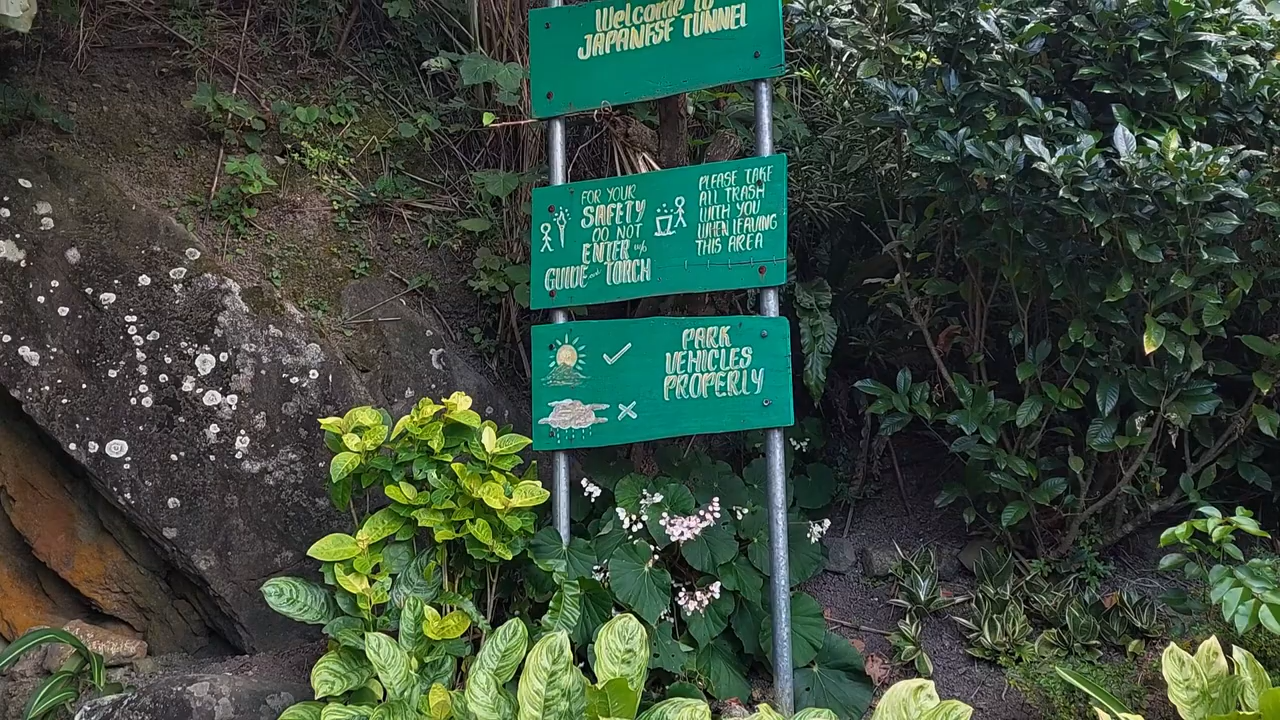 Welcome to
JAPANESE TUNNEL
FOR YOUR
SAFETY
DO NOT
ENTER w/o
GUIDE and TORCH
PLEASE TAKE
ALL TRASH
WITH YOU
WHEN LEAVING
THIS AREA
PARK
VEHICLES
PROPERLY